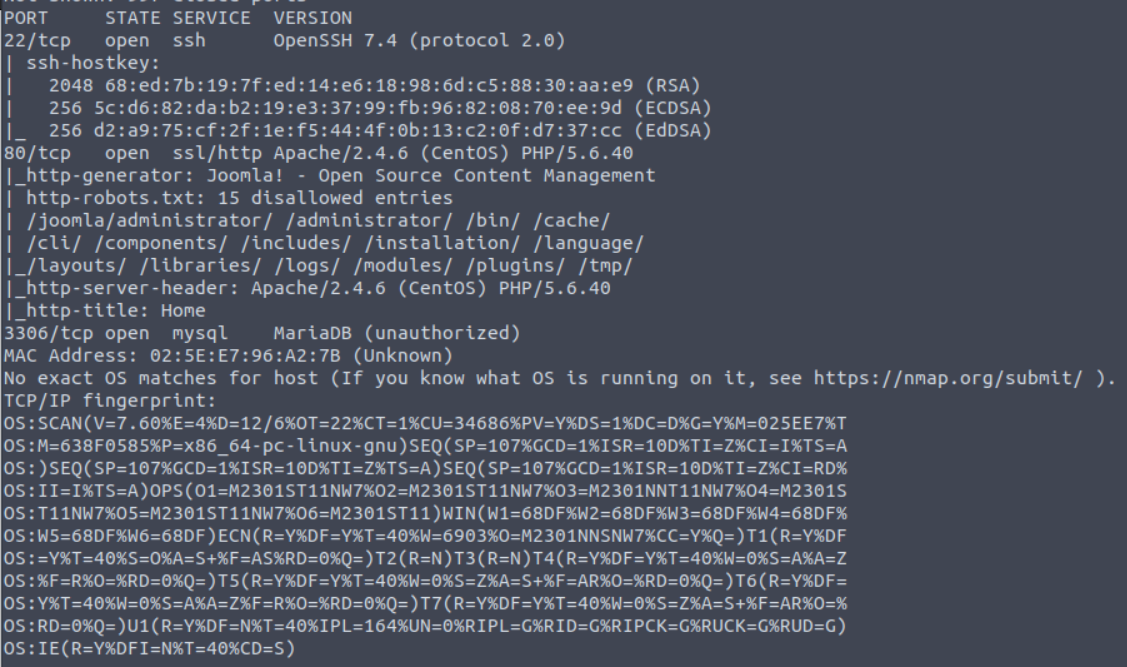 PORT STATE SERVICE VERSION
22/tcp open ssh OpenSSH 7.4 (protocol 2.0)
| ssh-hostkey:
| 2048 68:ed:7b:19:7f:ed:14:e6:18:98:6d:c5:88:30:aa:e9 (RSA)
| 256 5c:d6:82:da:b2:19:e3:37:99:fb:96:82:08:70:ee:9d (ECDSA)
|_ 256 d2:a9:75:cf:2f:1e:f5:44:4f:0b:13:c2:0f:d7:37:cc (EdDSA)
80/tcp open ssl/http Apache/2.4.6 (CentOS) PHP/5.6.40
|_http-generator: Joomla! - Open Source Content Management
| http-robots.txt: 15 disallowed entries
| /joomla/administrator/ /administrator/ /bin/ /cache/
| /cli/ /components/ /includes/ /installation/ /language/
|_/layouts/ /libraries/ /logs/ /modules/ /plugins/ /tmp/
|_http-server-header: Apache/2.4.6 (CentOS) PHP/5.6.40
|_http-title: Home
3306/tcp open mysql MariaDB (unauthorized)
MAC Address: 02:5E:E7:96:A2:7B (Unknown)
No exact OS matches for host (If you know what OS is running on it, see https://nmap.org/submit/ ).
TCP/IP fingerprint:
OS:SCAN(V=7.60%E=4%D=12/6%OT=22%CT=1%CU=34686%PV=Y%DS=1%DC=D%G=Y%M=025EE7%T
OS:M=638F0585%P=x86_64-pc-linux-gnu)SEQ(SP=107%GCD=1%ISR=10D%TI=Z%CI=I%TS=A
OS:)SEQ(SP=107%GCD=1%ISR=10D%TI=Z%TS=A)SEQ(SP=107%GCD=1%ISR=10D%TI=Z%CI=RD%
OS:II=I%TS=A)OPS(O1=M2301ST11NW7%O2=M2301ST11NW7%O3=M2301NNT11NW7%O4=M2301S
OS:T11NW7%O5=M2301ST11NW7%O6=M2301ST11)WIN(W1=68DF%W2=68DF%W3=68DF%W4=68DF%
OS:W5=68DF%W6=68DF)ECN(R=Y%DF=Y%T=40%W=6903%O=M2301NNSNW7%CC=Y%Q=)T1(R=Y%DF
OS:=Y%T=40%S=O%A=S+%F=AS%RD=0%Q=)T2(R=N)T3(R=N)T4(R=Y%DF=Y%T=40%W=0%S=A%A=Z
OS:%F=R%O=%RD=0%Q=)T5(R=Y%DF=Y%T=40%W=0%S=Z%A=S+%F=AR%O=%RD=0%Q=)T6(R=Y%DF=
OS:Y%T=40%W=0%S=A%A=Z%F=R%O=%RD=0%Q=)T7(R=Y%DF=Y%T=40%W=0%S=Z%A=S+%F=AR%O=%
OS:RD=0%Q=)U1(R=Y%DF=N%T=40%IPL=164%UN=0%RIPL=G%RID=G%RIPCK=G%RUCK=G%RUD=G)
OS:IE(R=Y%DFI=N%T=40%CD=S)